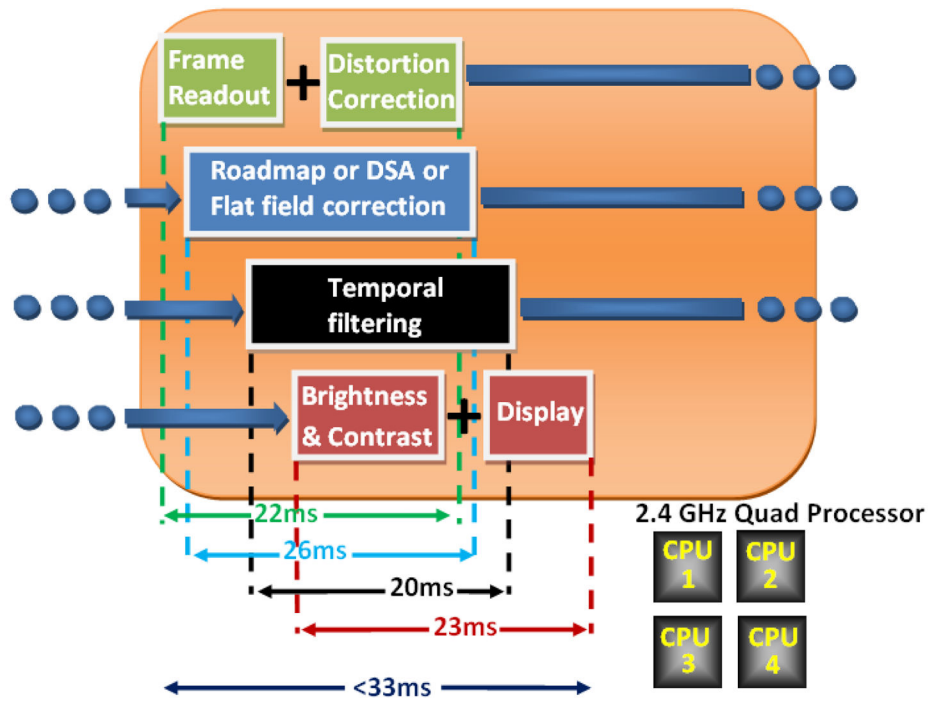 Frame
Readout
+
Distortion
Correction
Roadmap or DSA or
Flat field correction
Temporal
filtering
Brightness
& Contrast
+
Display
22ms
26ms
20ms
23ms
<33ms
2.4 GHz Quad Processor
CPU
1
CPU
2
CPU
3
CPU
4